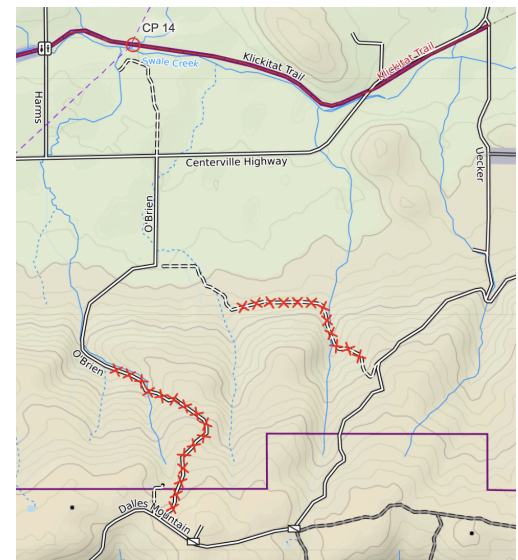 CP 14
Swale Creek
Klickitat Trail
Klickitat Trail
Harms
Centerville Highway
Uecker
O'Brien
O'Brien
Dalles Mountain